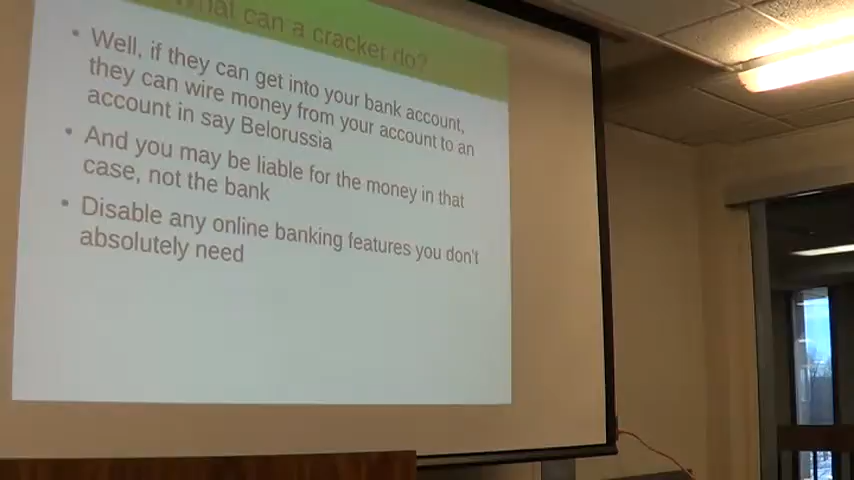 What can a cracker do?
• Well, if they can get into your bank account,
they can wire money from your account to an
account in say Belorussia
• And you may be liable for the money in that
case, not the bank
• Disable any online banking features you don't
absolutely need